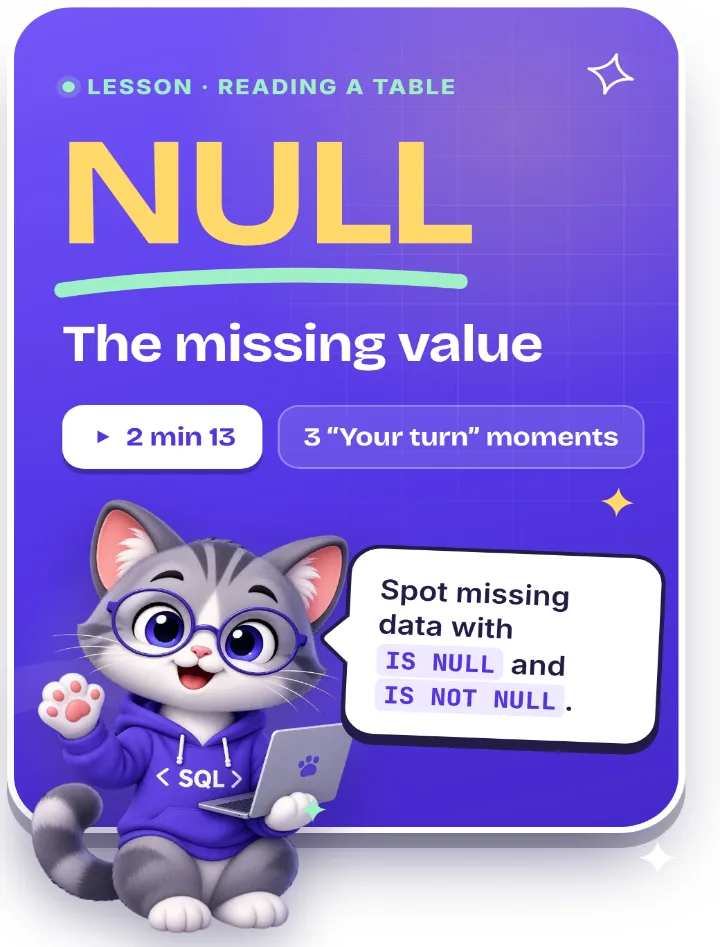 LESSON · READING A TABLE
NULL
The missing value
2 min 13
3 “Your turn” moments
Spot missing
data with
IS NULL and
IS NOT NULL.
< SQL >